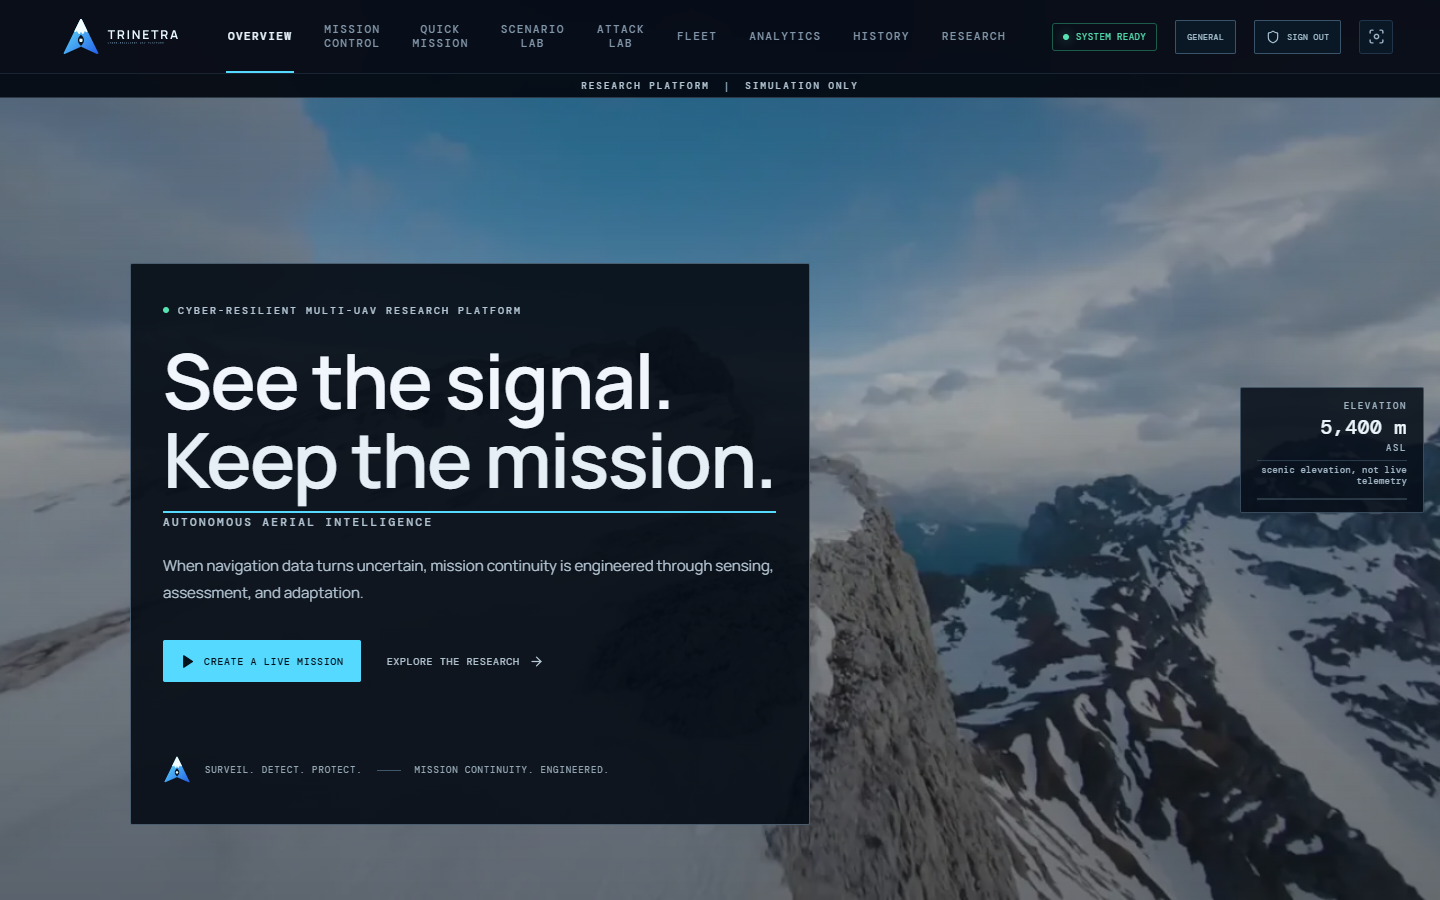 TRINETRA
OVERVIEW
MISSION
CONTROL
QUICK
MISSION
SCENARIO
LAB
ATTACK
LAB
FLEET
ANALYTICS
HISTORY
RESEARCH
SYSTEM READY
GENERAL
SIGN OUT
RESEARCH PLATFORM | SIMULATION ONLY
CYBER-RESILIENT MULTI-UAV RESEARCH PLATFORM
See the signal.
Keep the mission.
AUTONOMOUS AERIAL INTELLIGENCE
When navigation data turns uncertain, mission continuity is engineered through sensing,
assessment, and adaptation.
CREATE A LIVE MISSION
EXPLORE THE RESEARCH
SURVEIL. DETECT. PROTECT. — MISSION CONTINUITY. ENGINEERED.
ELEVATION
5,400 m
ASL
scenic elevation, not live
telemetry